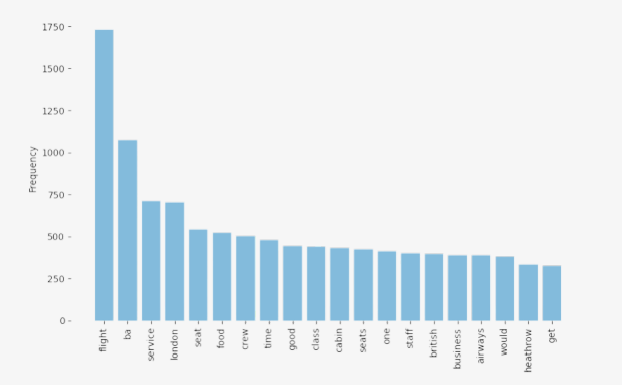 1750
1500
1250
1000
750
500
250
0
Frequency
flight
ba
service
london
seat
food
crew
time
good
class
cabin
seats
one
staff
british
business
airways
would
heathrow
get